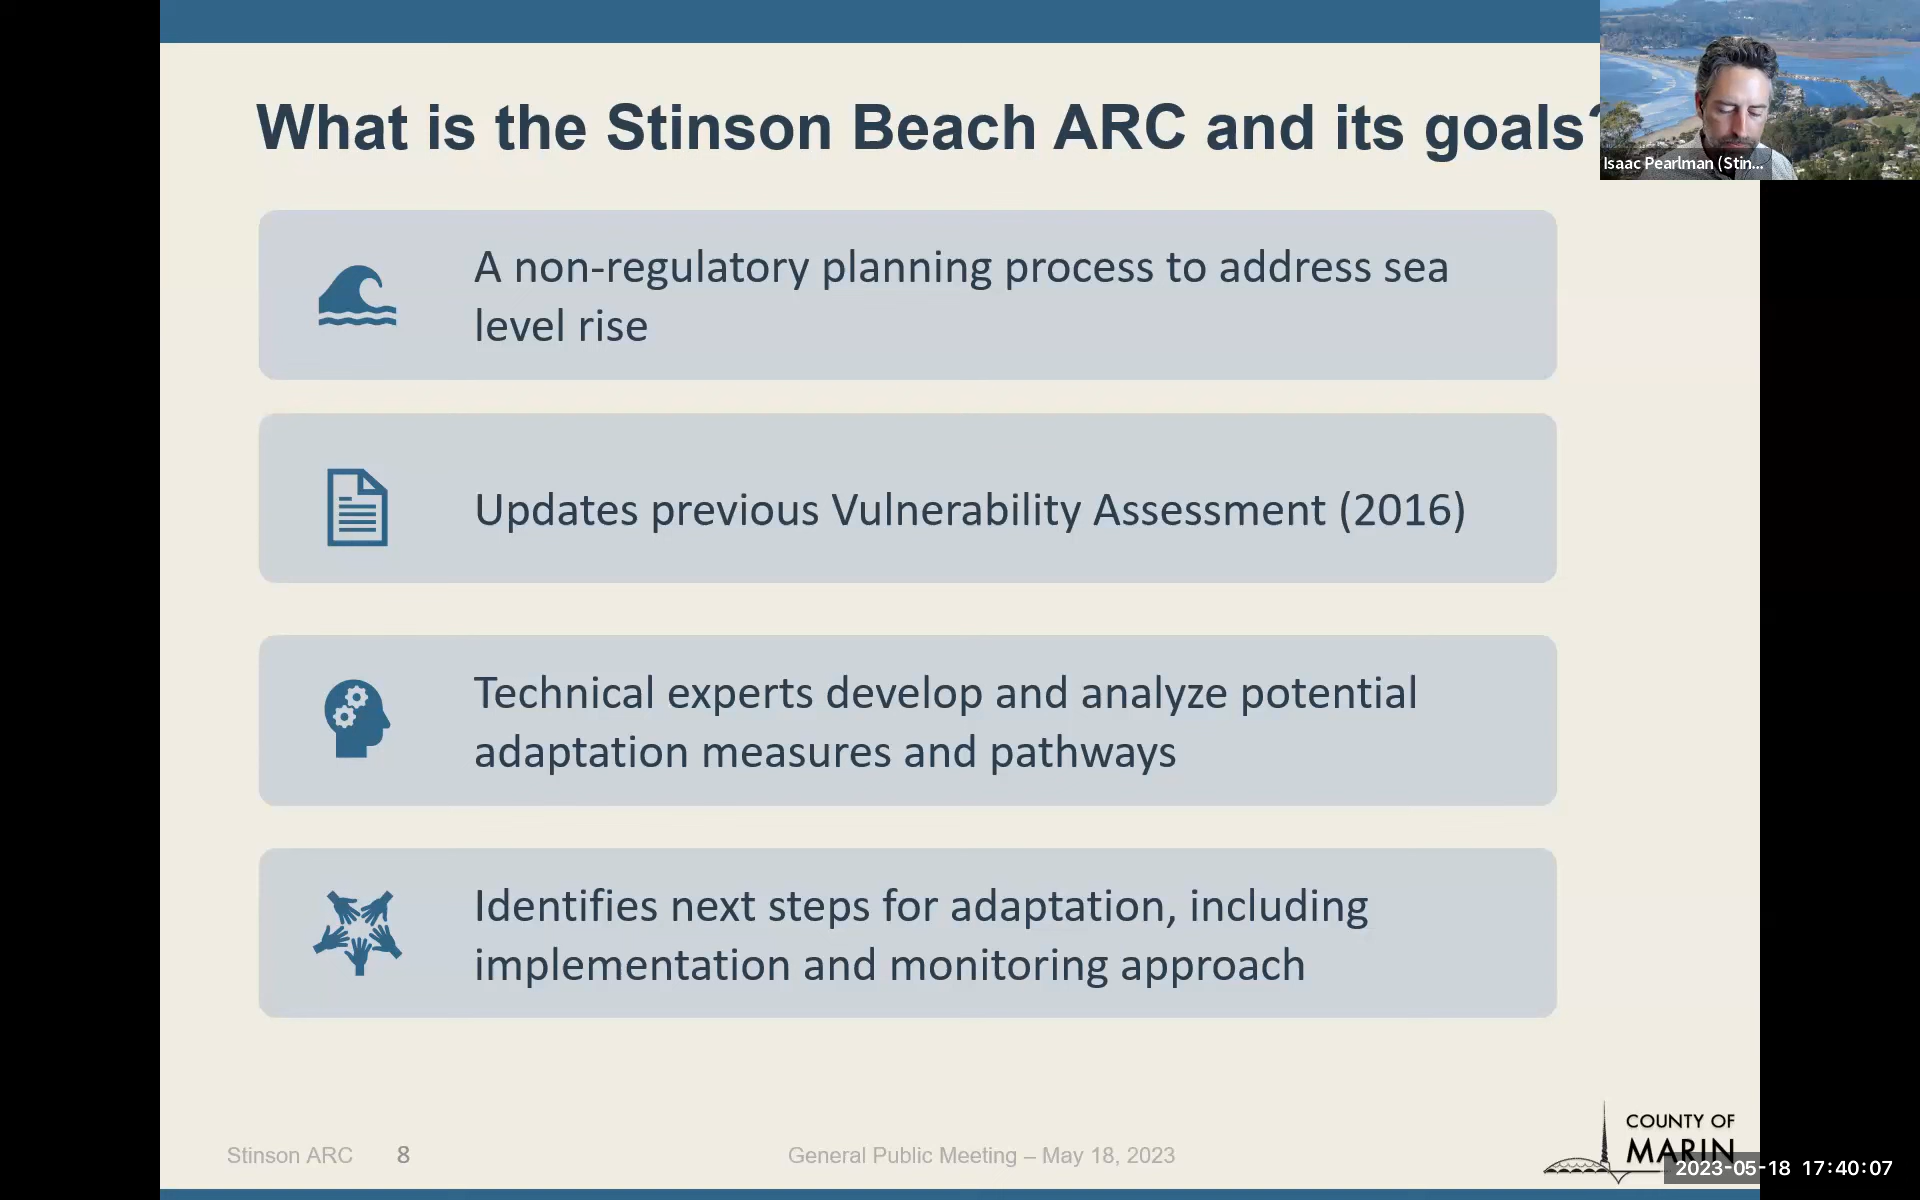 What is the Stinson Beach ARC and its goals?
Isaac Pearlman (Stin...
A non-regulatory planning process to address sea
level rise
Updates previous Vulnerability Assessment (2016)
Technical experts develop and analyze potential
adaptation measures and pathways
Identifies next steps for adaptation, including
implementation and monitoring approach
Stinson ARC 8
General Public Meeting – May 18, 2023
COUNTY OF
MARIN
2023-05-18 17:40:07